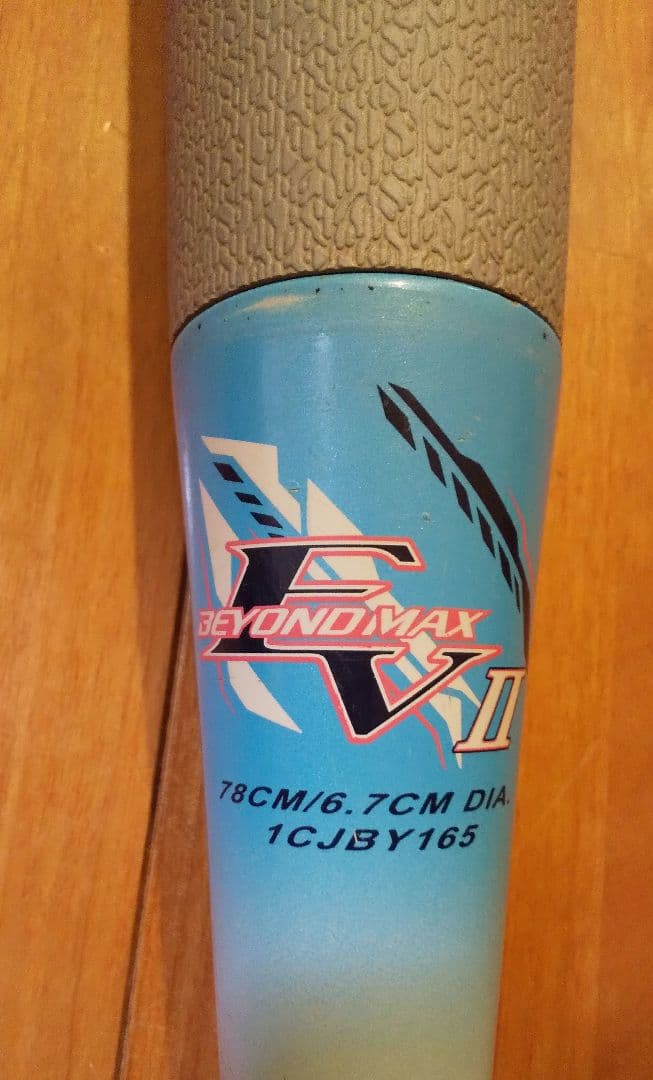 EV
BEYONDMAX
II
78CM/6.7CM DIA.
1CJBY165